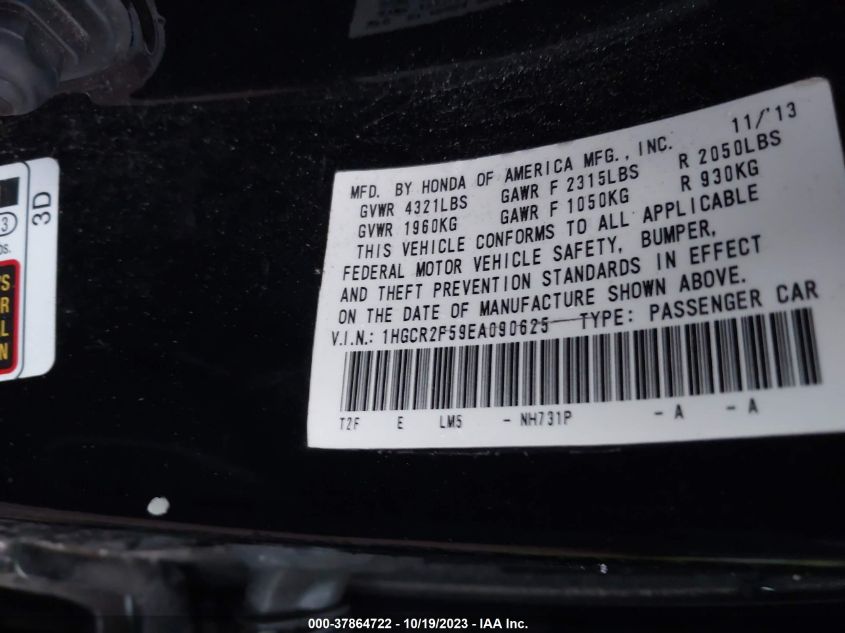 11/'13
MFD. BY HONDA OF AMERICA MFG., INC.
GVWR 4321LBS GAWR F 2315LBS R 2050LBS
GVWR 1960KG GAWR F 1050KG R 930KG
THIS VEHICLE CONFORMS TO ALL APPLICABLE
FEDERAL MOTOR VEHICLE SAFETY, BUMPER,
AND THEFT PREVENTION STANDARDS IN EFFECT
ON THE DATE OF MANUFACTURE SHOWN ABOVE.
V.I.N.: 1HGCR2F59EA090625 TYPE: PASSENGER CAR
T2F E LM5 - NH731P - A - A
3D
3
000-37864722 - 10/19/2023 - IAA Inc.